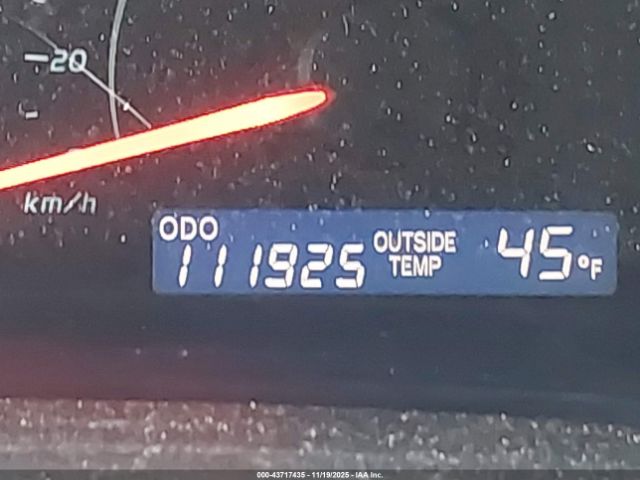 -20
km/h
ODO
111925
OUTSIDE
TEMP
45°F
000-43717435 - 11/19/2025 - IAA Inc.